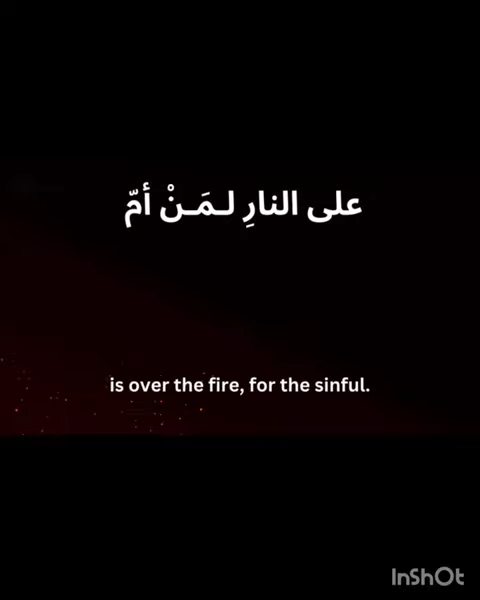 على النارِ لـمَـنْ أمّ
is over the fire, for the sinful.
InShOt